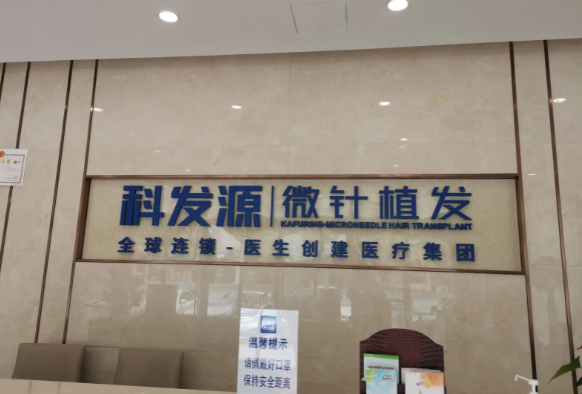 科发源 微针植发
KAFURING·MICRONEEDLE HAIR TRANSPLANT
全球连锁-医生创建医疗集团
温馨提示
请佩戴好口罩
保持安全距离